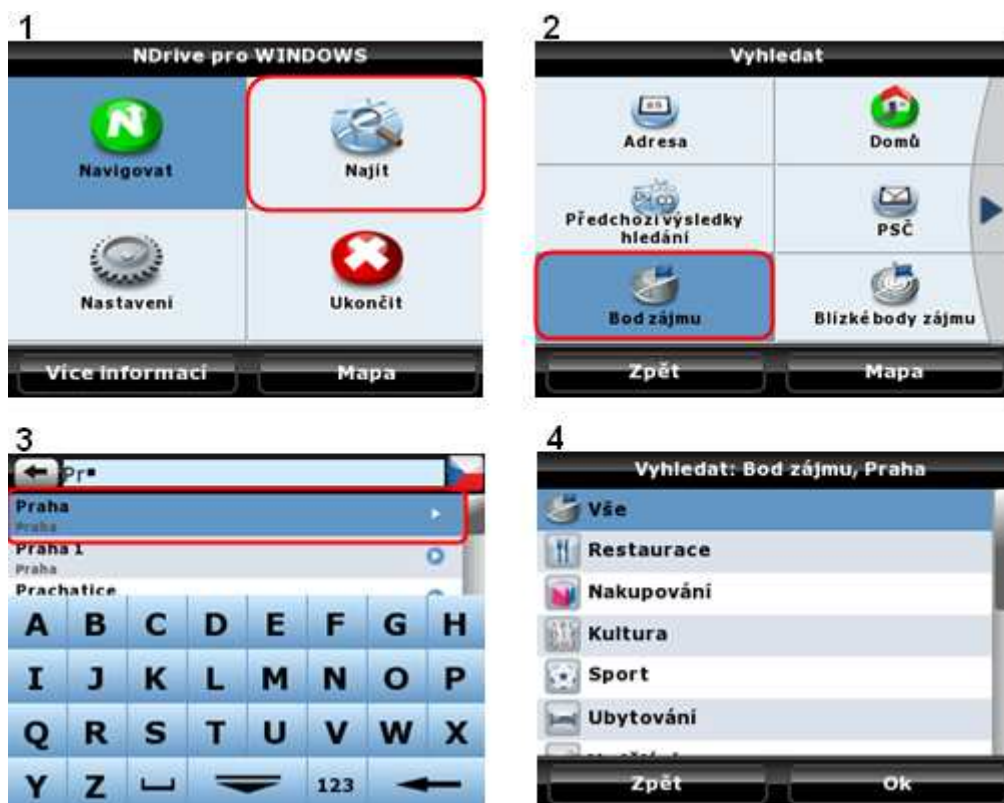 1
NDrive pro WINDOWS
Navigovat
Najít
Nastavení
Ukončit
Více informací
Mapa
2
Vyhledat
Adresa
Domů
Předchozí výsledky
hledání
PSČ
Bod zájmu
Blízké body zájmu
Zpět
Mapa
3
Pr
Praha
Praha
Praha 1
Praha
Prachatice
A B C D E F G H
I J K L M N O P
Q R S T U V W X
Y Z 123
4
Vyhledat: Bod zájmu, Praha
Vše
Restaurace
Nakupování
Kultura
Sport
Ubytování
Zpět
Ok